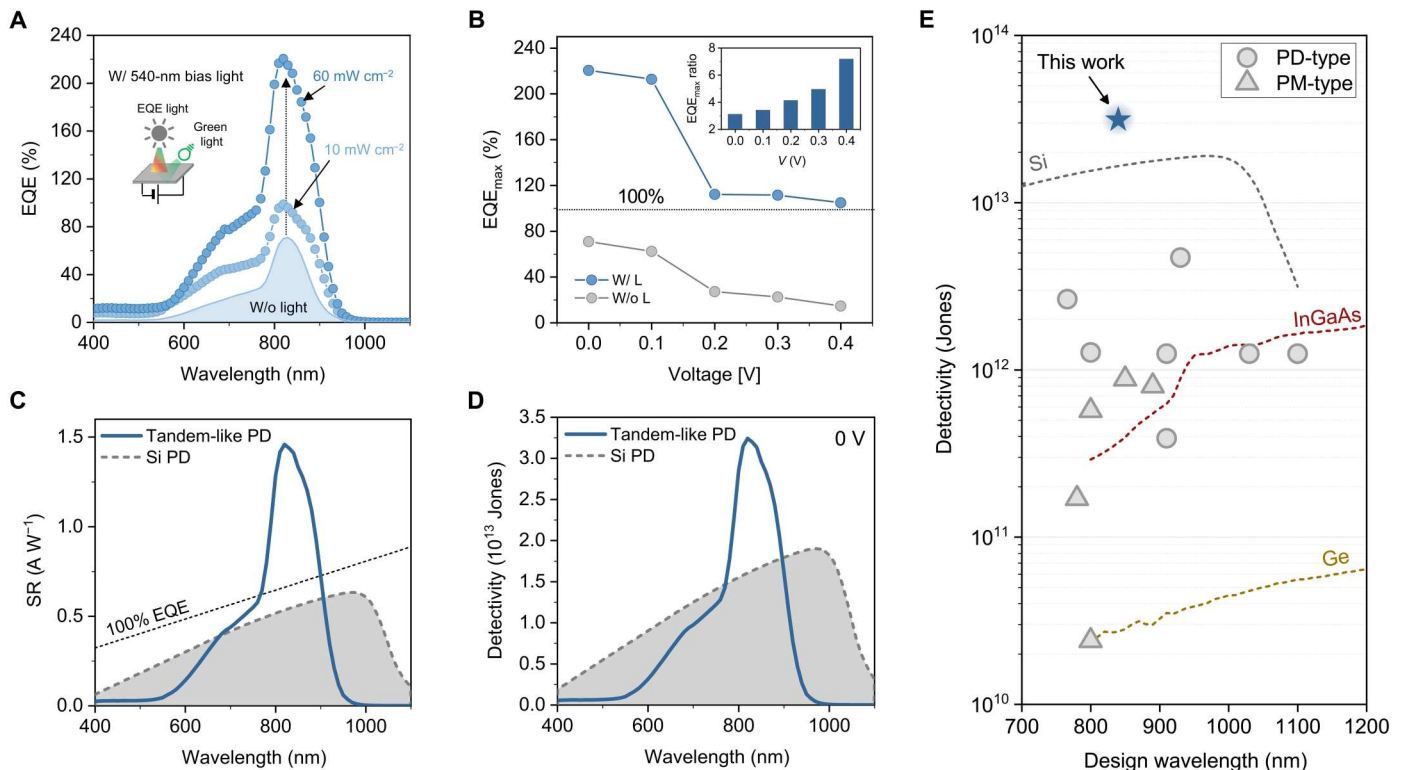 A
240
200
160
120
80
40
0
EQE (%)
W/ 540-nm bias light
60 mW cm⁻²
EQE light
Green
light
10 mW cm⁻²
W/o light
400
600
800
1000
Wavelength (nm)
B
240
200
160
120
80
40
0
EQEmax (%)
8
6
4
2
EQEmax ratio
0.0 0.1 0.2 0.3 0.4
V (V)
100%
W/ L
W/o L
0.0
0.1
0.2
0.3
0.4
Voltage [V]
C
1.5
1.0
0.5
0.0
SR (A W⁻¹)
Tandem-like PD
Si PD
100% EQE
400
600
800
1000
Wavelength (nm)
D
3.5
3.0
2.5
2.0
1.5
1.0
0.5
0.0
Detectivity (10¹³ Jones)
Tandem-like PD
Si PD
0 V
400
600
800
1000
Wavelength (nm)
E
10¹⁴
10¹³
10¹²
10¹¹
10¹⁰
Detectivity (Jones)
This work
PD-type
PM-type
Si
InGaAs
Ge
700
800
900
1000
1100
1200
Design wavelength (nm)